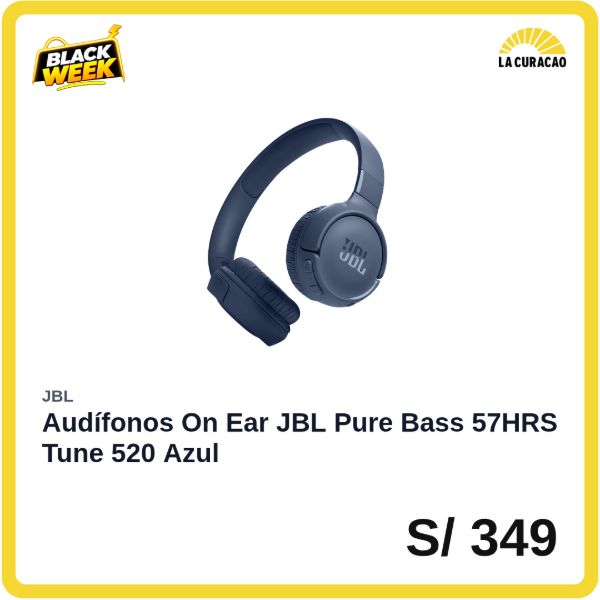 BLACK
WEEK
LA CURACAO
JBL
JBL
Audífonos On Ear JBL Pure Bass 57HRS
Tune 520 Azul
S/ 349